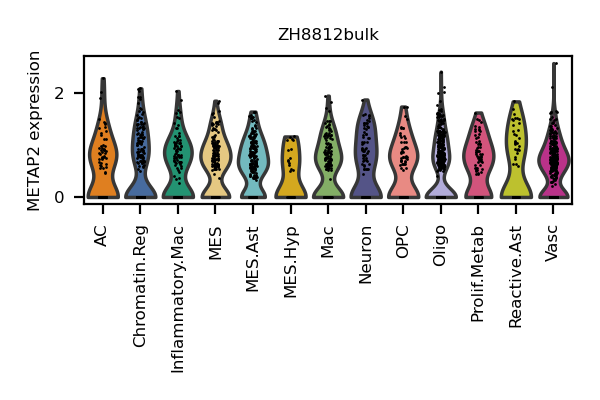 ZH8812bulk
METAP2 expression
2
0
AC
Chromatin.Reg
Inflammatory.Mac
MES
MES.Ast
MES.Hyp
Mac
Neuron
OPC
Oligo
Prolif.Metab
Reactive.Ast
Vasc